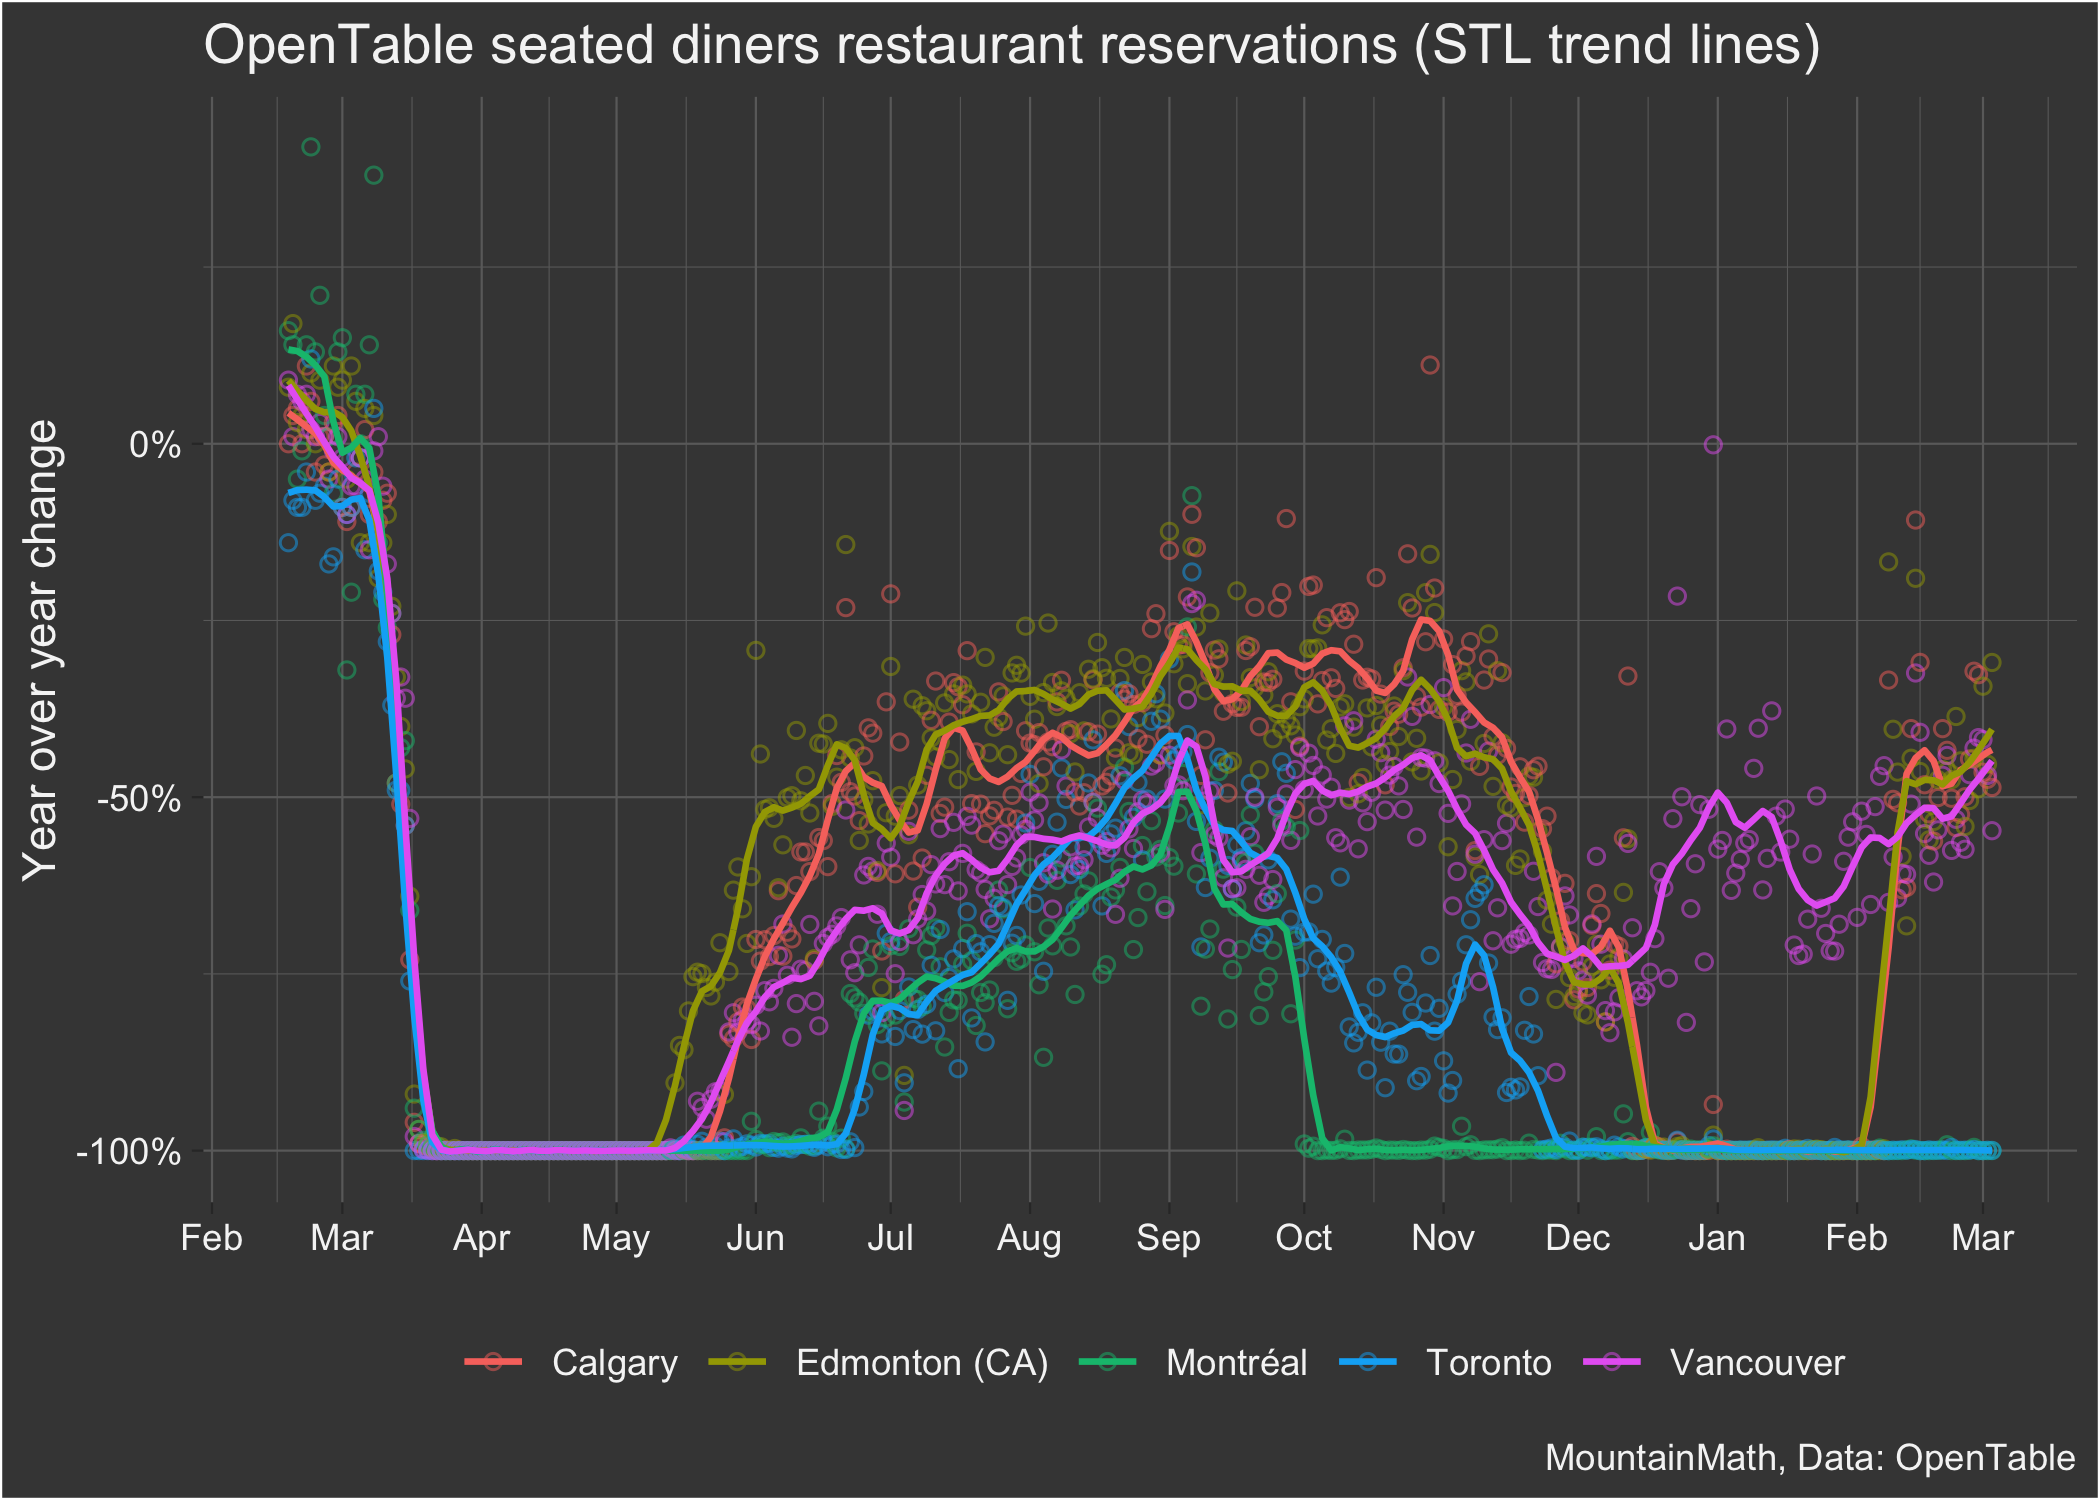 OpenTable seated diners restaurant reservations (STL trend lines)
Year over year change
0%
-50%
-100%
Feb Mar Apr May Jun Jul Aug Sep Oct Nov Dec Jan Feb Mar
Calgary Edmonton (CA) Montréal Toronto Vancouver
MountainMath, Data: OpenTable